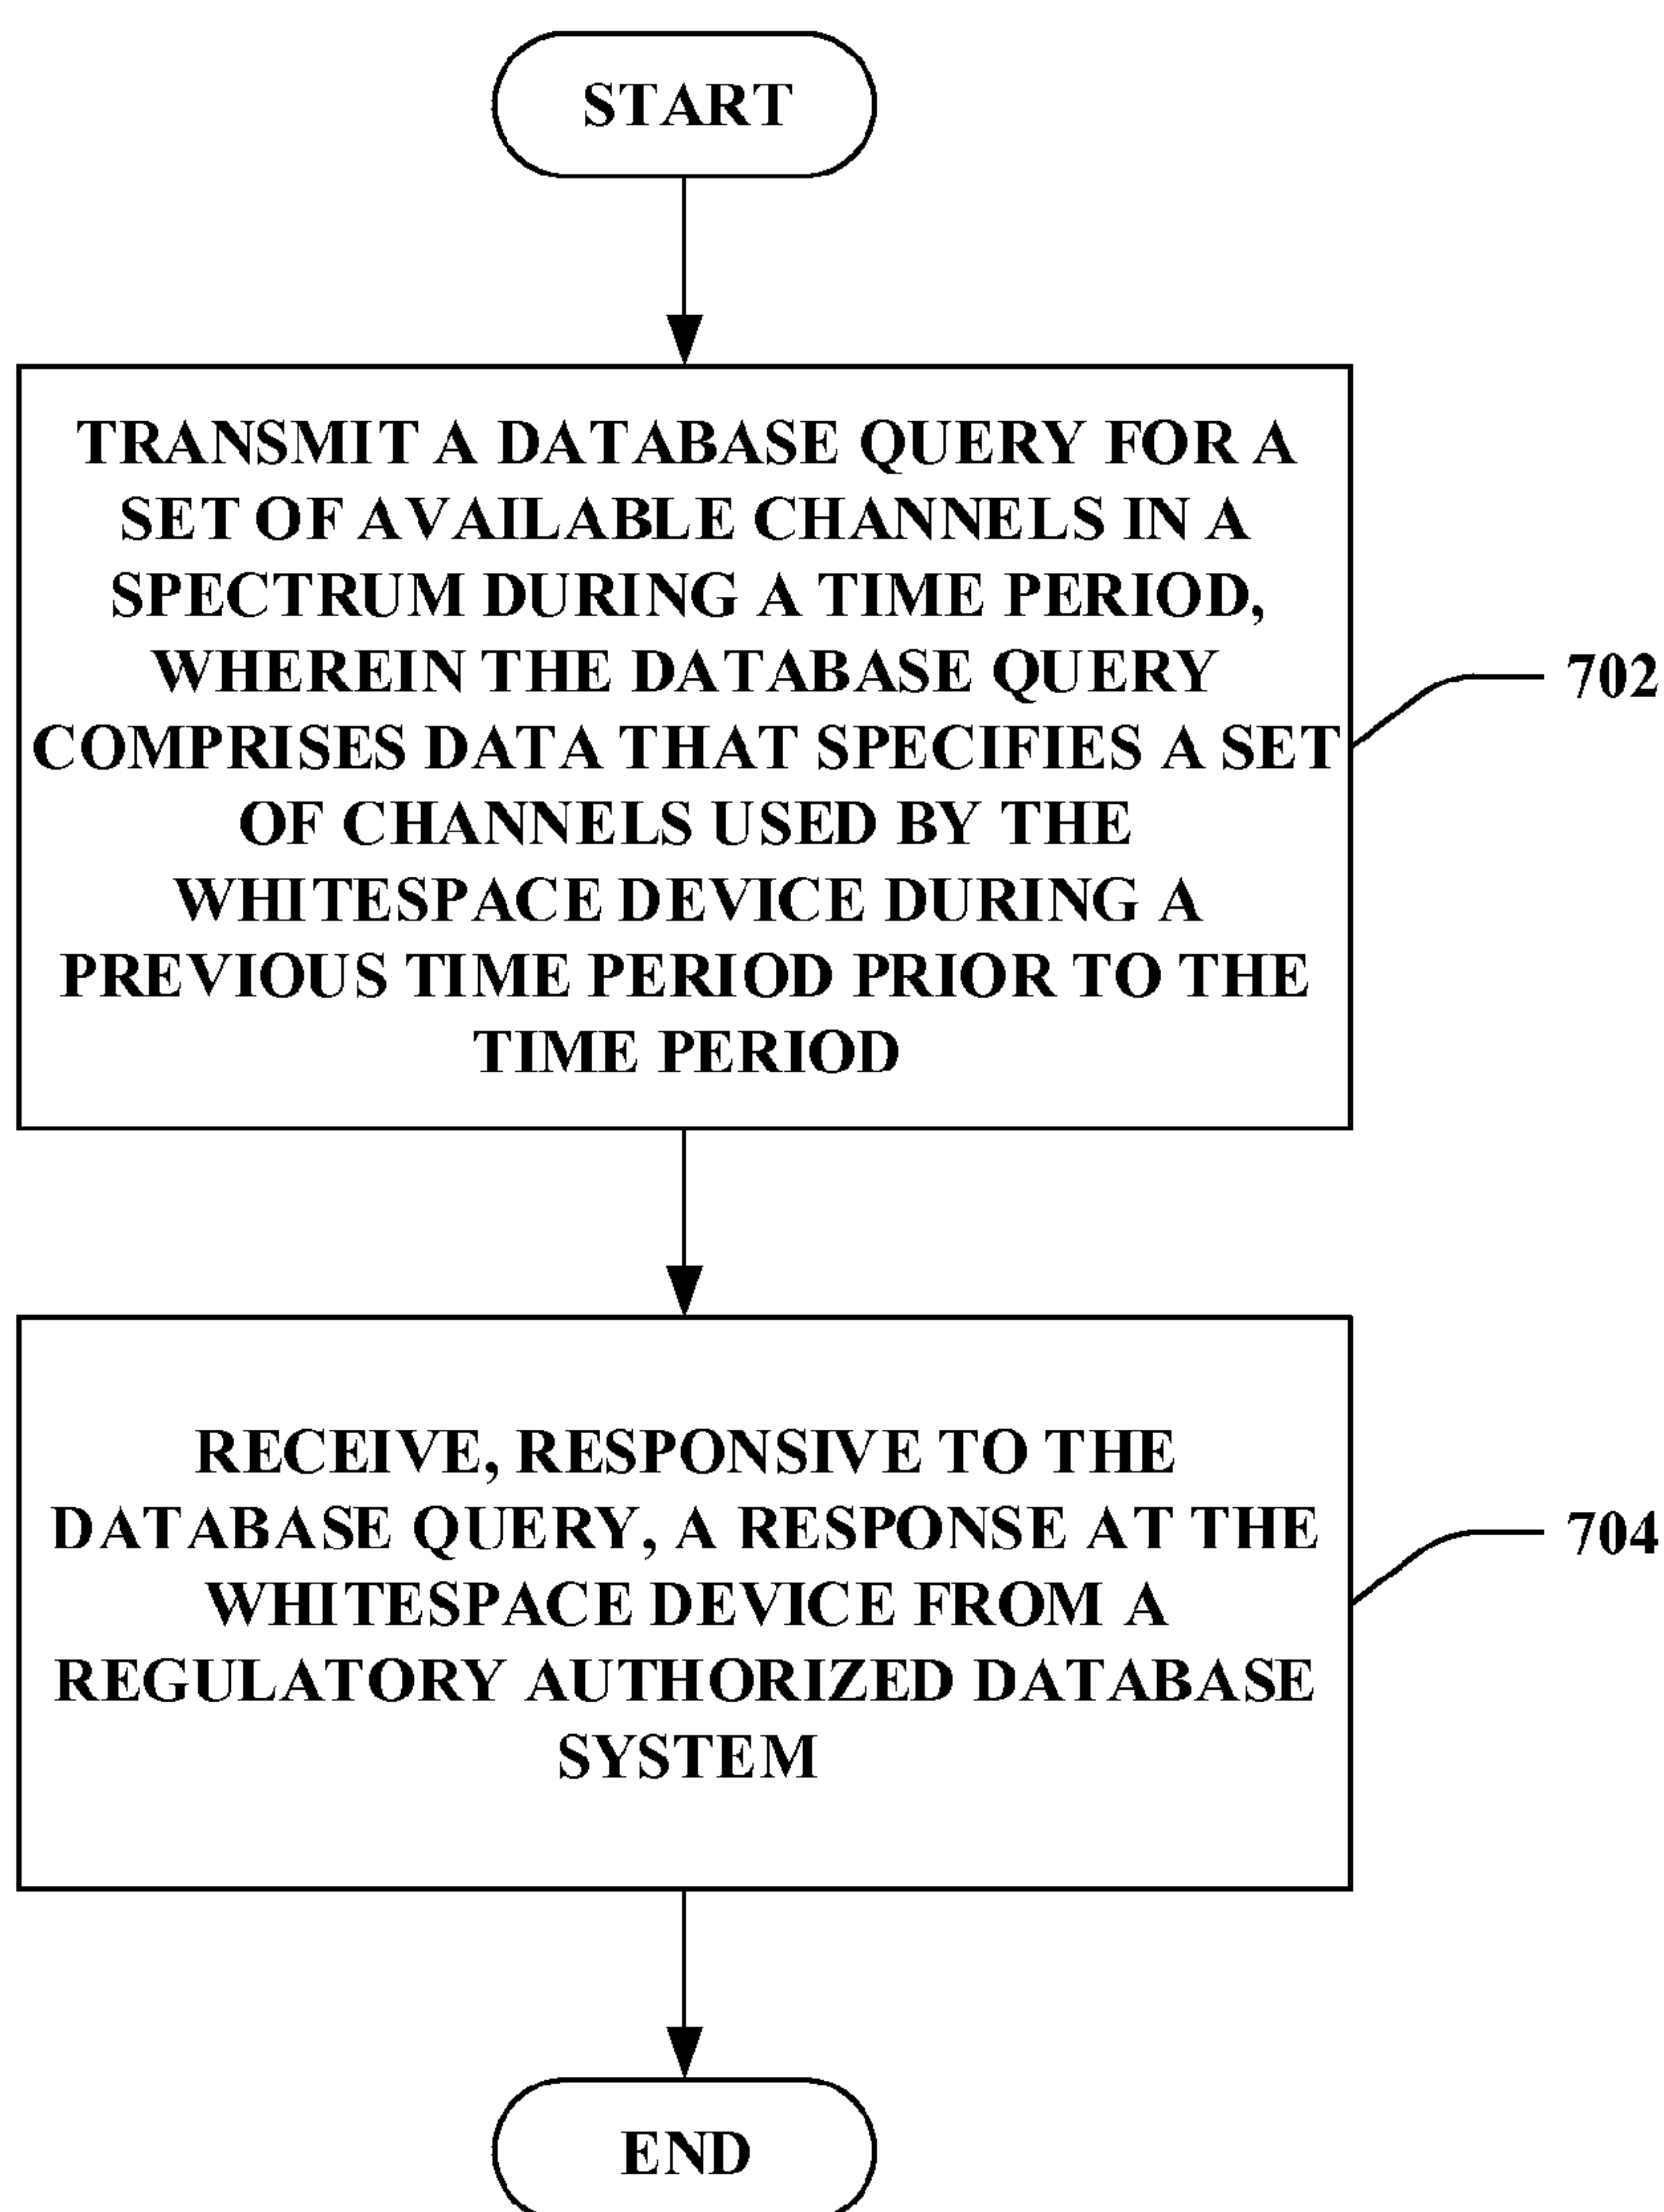 START
TRANSMIT A DATABASE QUERY FOR A
SET OF AVAILABLE CHANNELS IN A
SPECTRUM DURING A TIME PERIOD,
WHEREIN THE DATABASE QUERY
COMPRISES DATA THAT SPECIFIES A SET
OF CHANNELS USED BY THE
WHITESPACE DEVICE DURING A
PREVIOUS TIME PERIOD PRIOR TO THE
TIME PERIOD
702
RECEIVE, RESPONSIVE TO THE
DATABASE QUERY, A RESPONSE AT THE
WHITESPACE DEVICE FROM A
REGULATORY AUTHORIZED DATABASE
SYSTEM
704
END